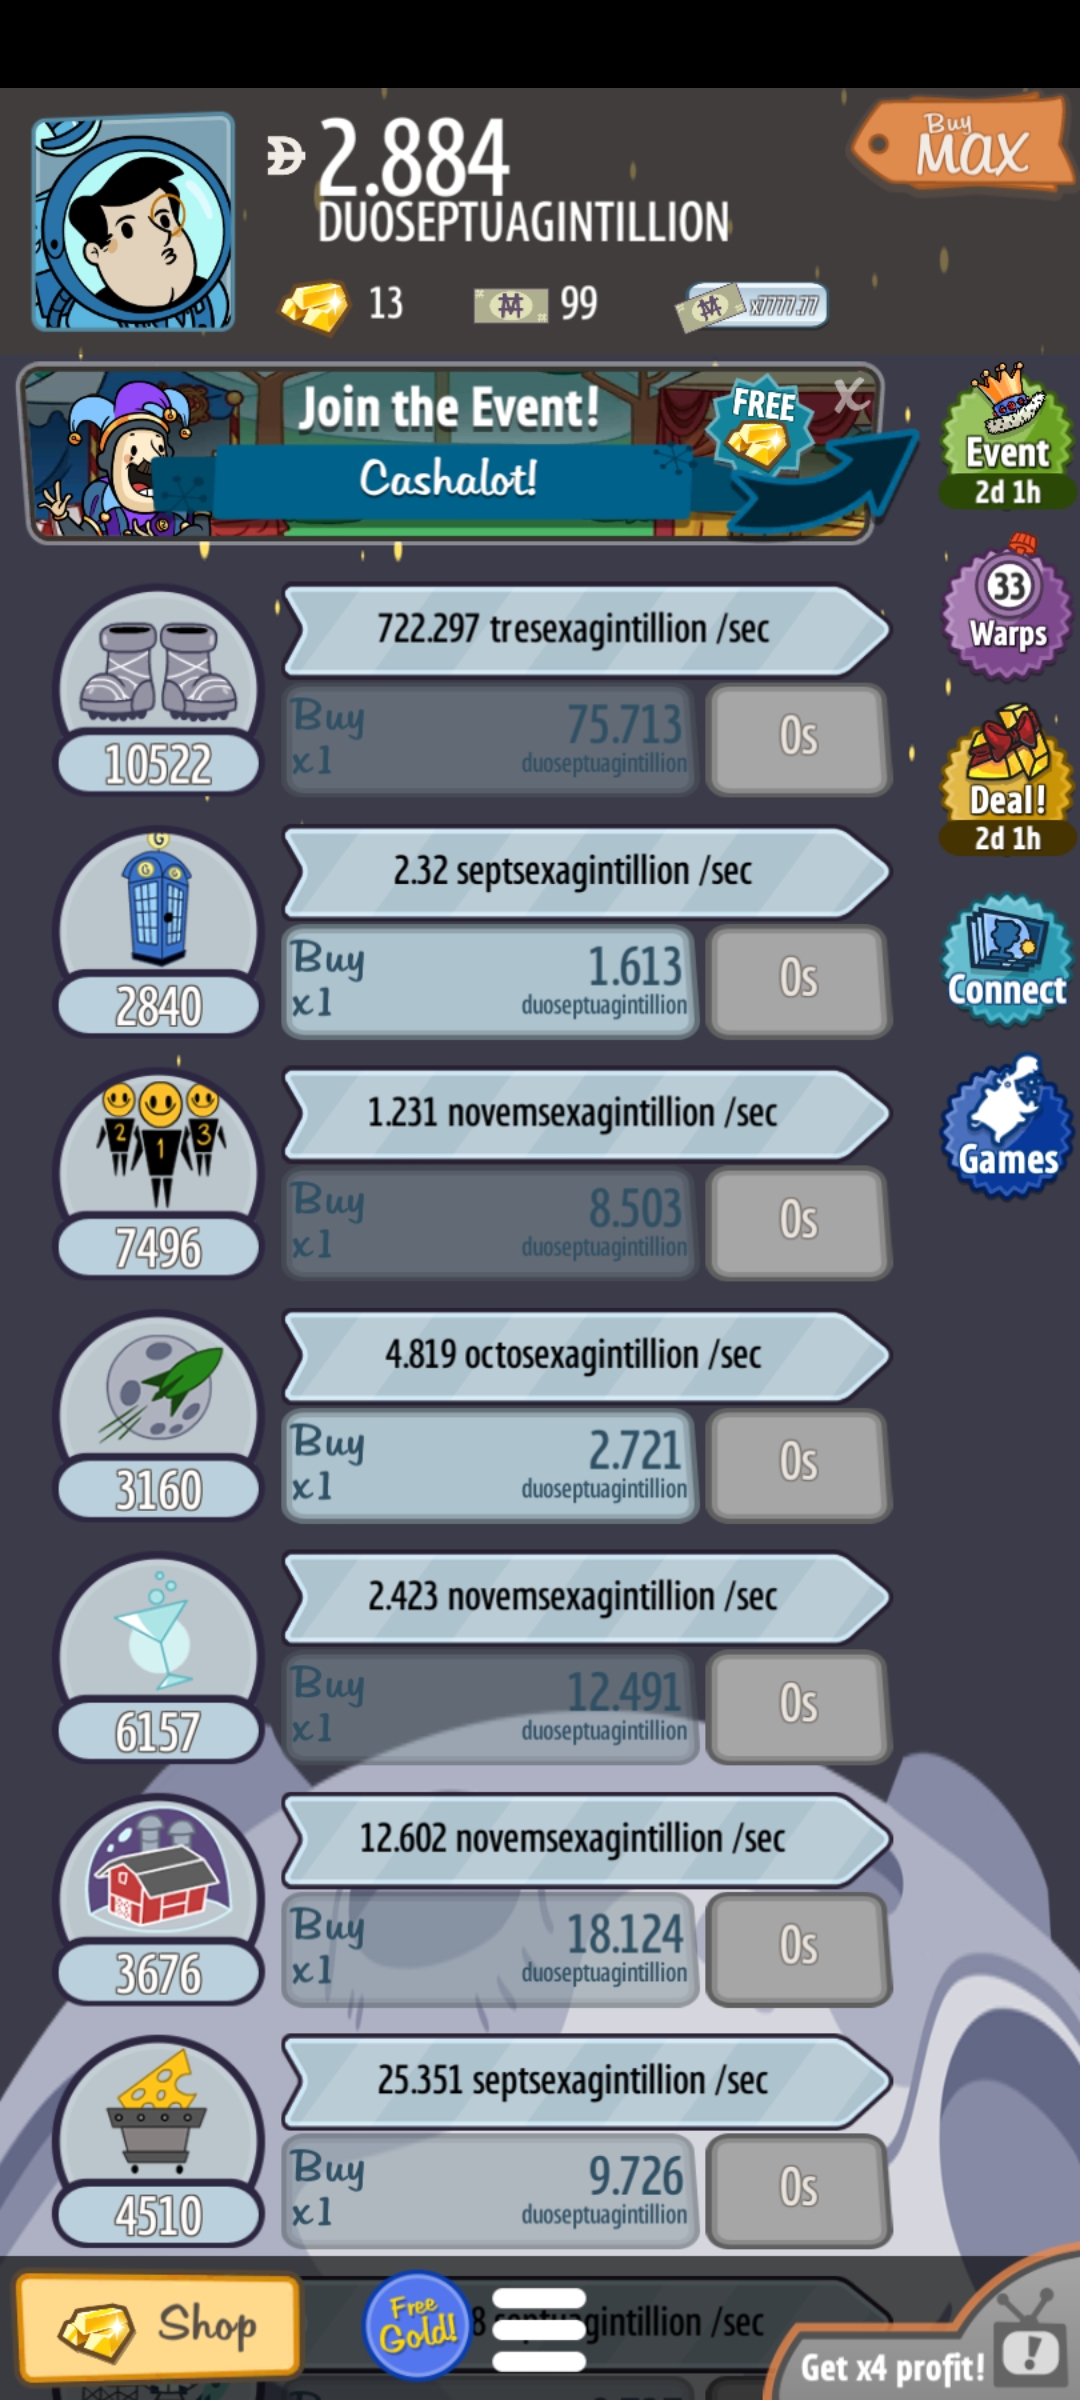 Buy
MAX
2.884
DUOSEPTUAGINTILLION
13
99
x7777.77
Join the Event!
FREE
X
Cashalot!
Event
2d 1h
33
Warps
Deal!
2d 1h
Connect
Games
722.297 tresexagintillion /sec
Buy
x1
75.713
duoseptuagintillion
0s
10522
G
G G
2.32 septsexagintillion /sec
Buy
x1
1.613
duoseptuagintillion
0s
2840
2 1 3
1.231 novemsexagintillion /sec
Buy
x1
8.503
duoseptuagintillion
0s
7496
4.819 octosexagintillion /sec
Buy
x1
2.721
duoseptuagintillion
0s
3160
2.423 novemsexagintillion /sec
Buy
x1
12.491
duoseptuagintillion
0s
6157
12.602 novemsexagintillion /sec
Buy
x1
18.124
duoseptuagintillion
0s
3676
25.351 septsexagintillion /sec
Buy
x1
9.726
duoseptuagintillion
0s
4510
Shop
Free
Gold!
/sec
Get x4 profit!
!
Buy